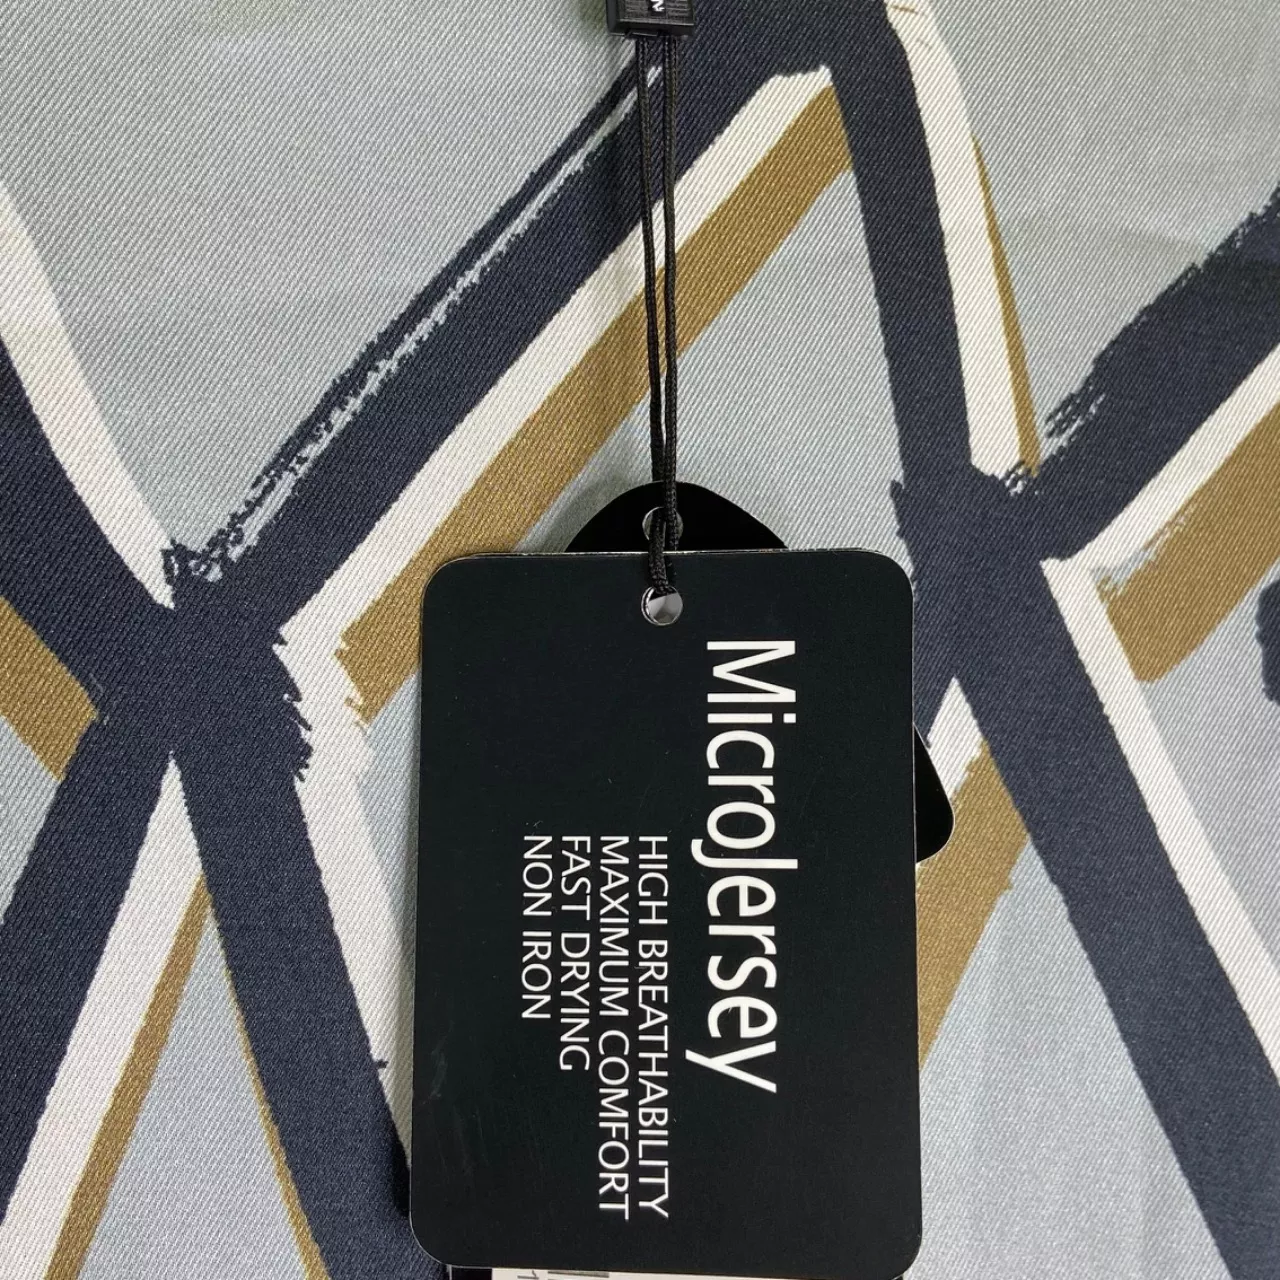 MicroJersey
HIGH BREATHABILITY
MAXIMUM COMFORT
FAST DRYING
NON IRON